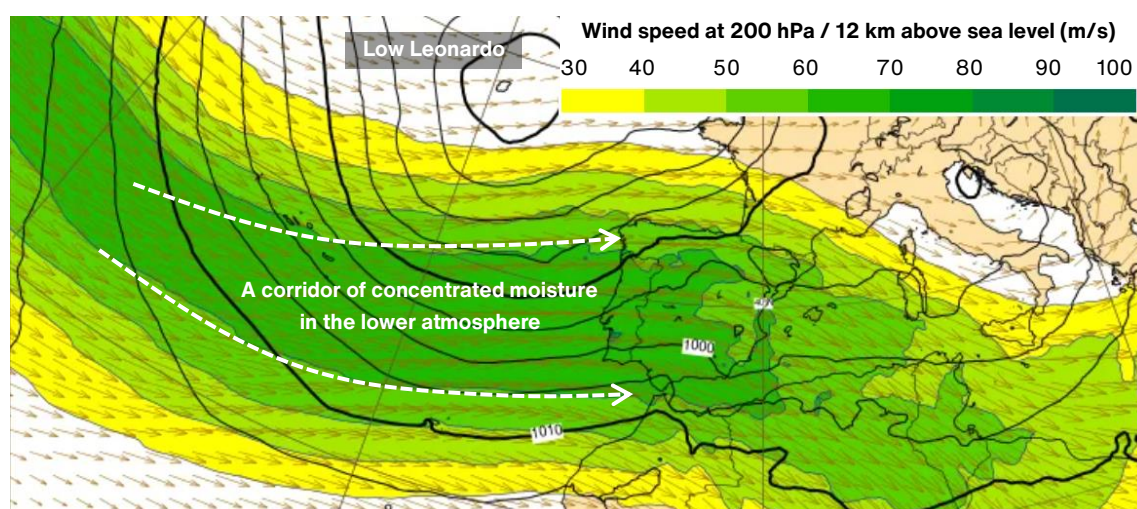 Wind speed at 200 hPa / 12 km above sea level (m/s)
Low Leonardo
30 40 50 60 70 80 90 100
A corridor of concentrated moisture
in the lower atmosphere
1000
1010